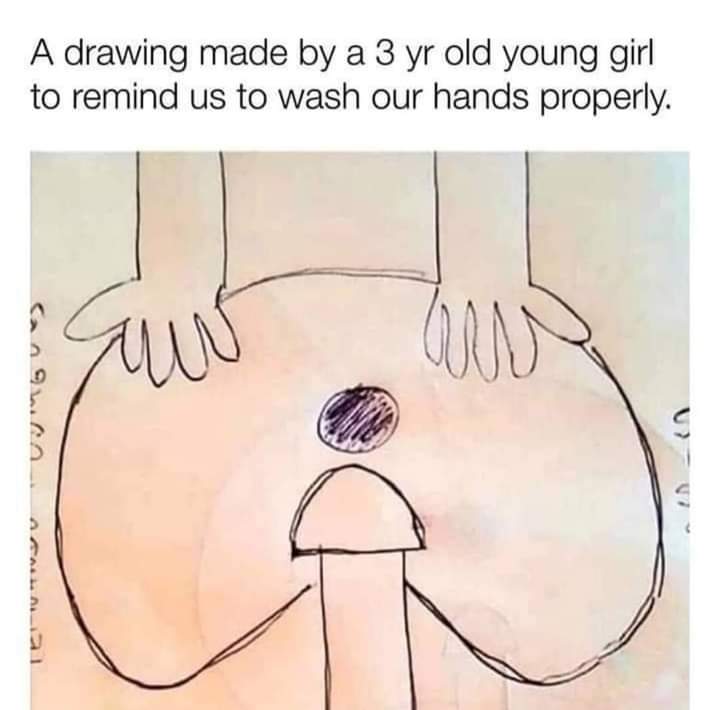 A drawing made by a 3 yr old young girl
to remind us to wash our hands properly.